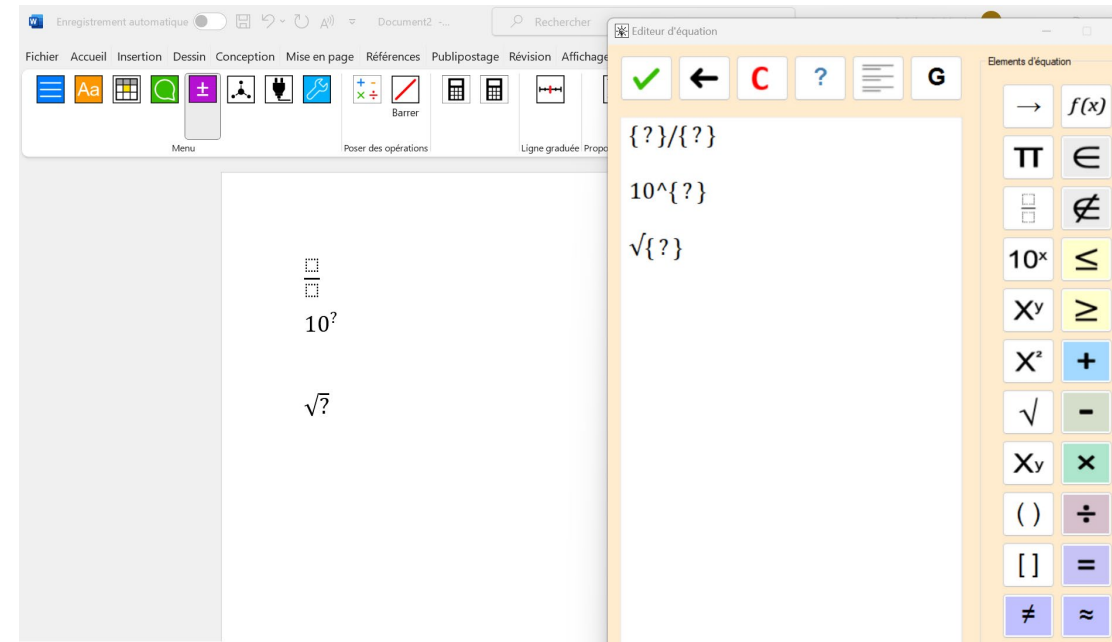 Enregistrement automatique
Document2 -...
Rechercher
Fichier Accueil Insertion Dessin Conception Mise en page Références Publipostage Révision Affichage
Aa
±
+ - × ÷
Barrer
Menu
Poser des opérations
Ligne graduée
Propo
10^?
√?
Editeur d'équation
C
?
G
{?}/{?}
10^{?}
√{?}
Elements d'équation
→ f(x)
π ∈
∉
10ˣ ≤
Xʸ ≥
X² +
√ -
Xy ×
( ) ÷
[ ] =
≠ ≈